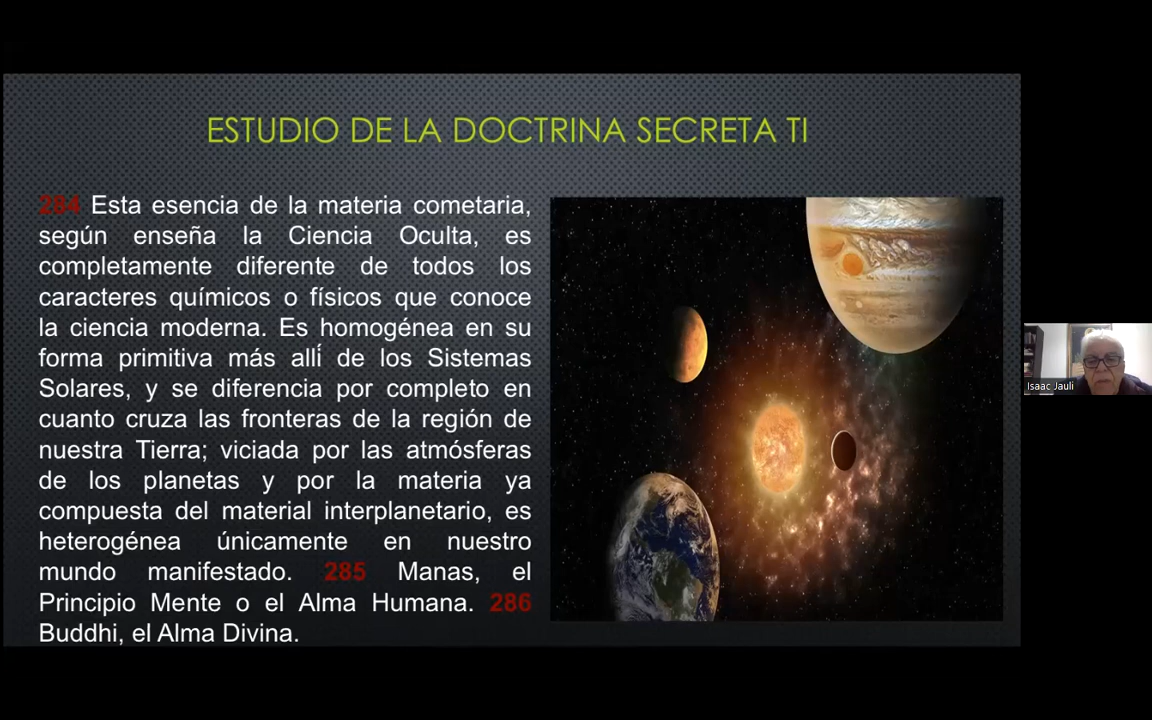 ESTUDIO DE LA DOCTRINA SECRETA TI
284 Esta esencia de la materia cometaria,
según enseña la Ciencia Oculta, es
completamente diferente de todos los
caracteres químicos o físicos que conoce
la ciencia moderna. Es homogénea en su
forma primitiva más allí de los Sistemas
Solares, y se diferencia por completo en
cuanto cruza las fronteras de la región de
nuestra Tierra; viciada por las atmósferas
de los planetas y por la materia ya
compuesta del material interplanetario, es
heterogénea únicamente en nuestro
mundo manifestado. 285 Manas, el
Principio Mente o el Alma Humana. 286
Buddhi, el Alma Divina.
Isaac Jauli